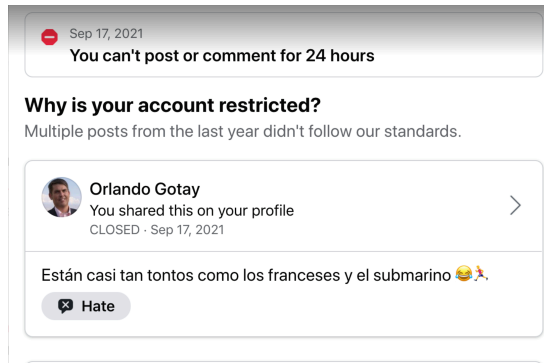 Sep 17, 2021
You can't post or comment for 24 hours
Why is your account restricted?
Multiple posts from the last year didn't follow our standards.
Orlando Gotay
You shared this on your profile
CLOSED · Sep 17, 2021
Están casi tan tontos como los franceses y el submarino 😂🏃
Hate